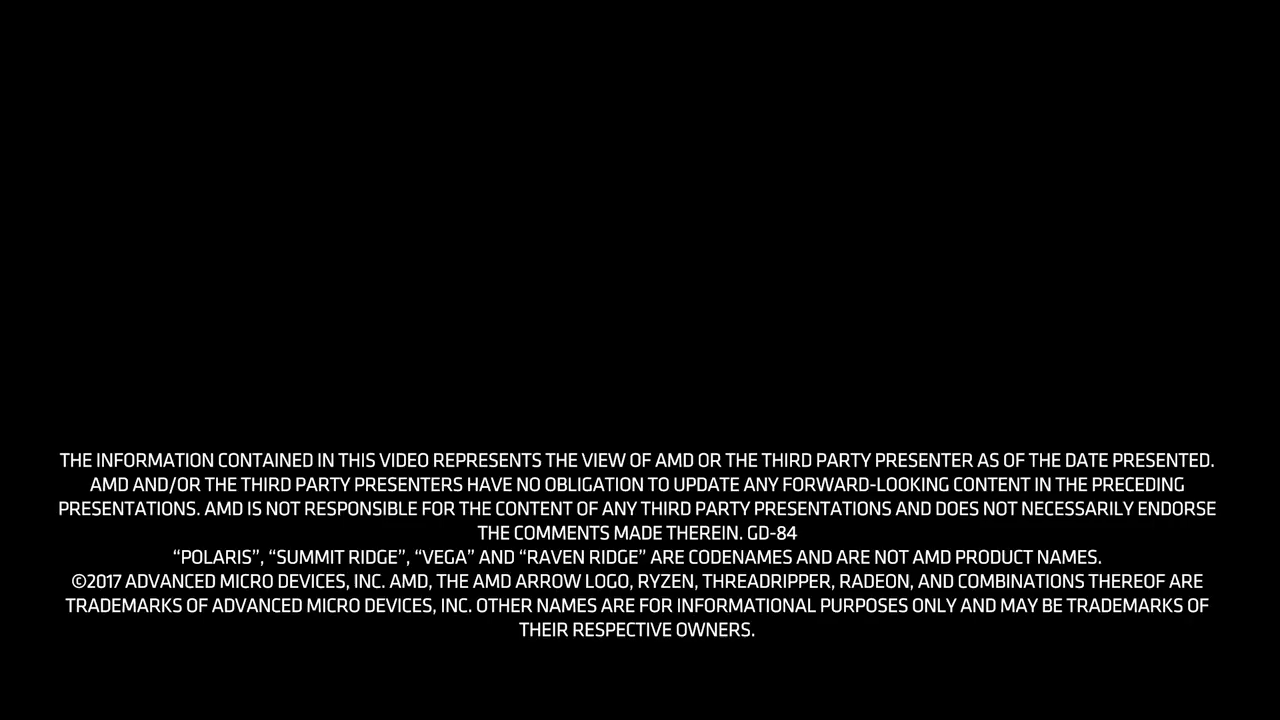 THE INFORMATION CONTAINED IN THIS VIDEO REPRESENTS THE VIEW OF AMD OR THE THIRD PARTY PRESENTER AS OF THE DATE PRESENTED.
AMD AND/OR THE THIRD PARTY PRESENTERS HAVE NO OBLIGATION TO UPDATE ANY FORWARD-LOOKING CONTENT IN THE PRECEDING
PRESENTATIONS. AMD IS NOT RESPONSIBLE FOR THE CONTENT OF ANY THIRD PARTY PRESENTATIONS AND DOES NOT NECESSARILY ENDORSE
THE COMMENTS MADE THEREIN. GD-84
“POLARIS”, “SUMMIT RIDGE”, “VEGA” AND “RAVEN RIDGE” ARE CODENAMES AND ARE NOT AMD PRODUCT NAMES.
©2017 ADVANCED MICRO DEVICES, INC. AMD, THE AMD ARROW LOGO, RYZEN, THREADRIPPER, RADEON, AND COMBINATIONS THEREOF ARE
TRADEMARKS OF ADVANCED MICRO DEVICES, INC. OTHER NAMES ARE FOR INFORMATIONAL PURPOSES ONLY AND MAY BE TRADEMARKS OF
THEIR RESPECTIVE OWNERS.